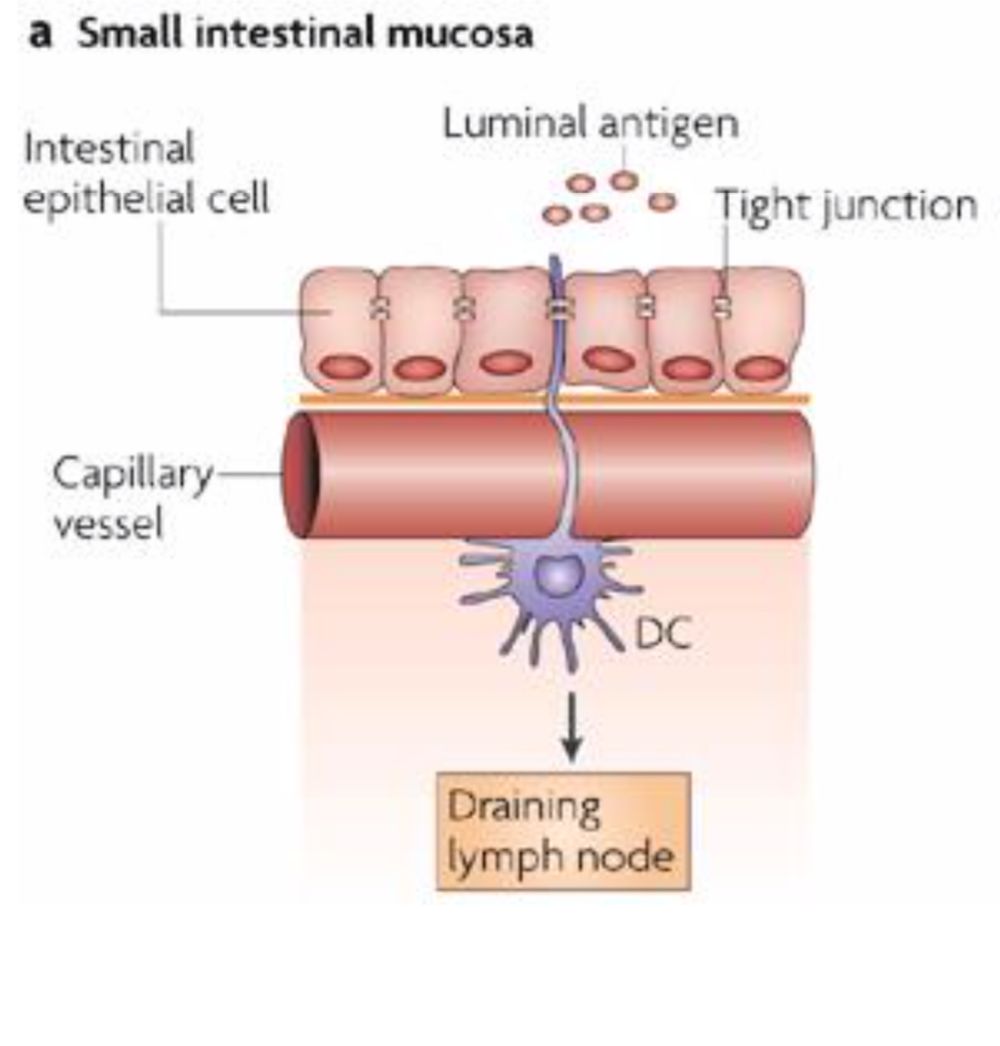 a Small intestinal mucosa
Luminal antigen
Intestinal
epithelial cell
Tight junction
Capillary
vessel
DC
Draining
lymph node